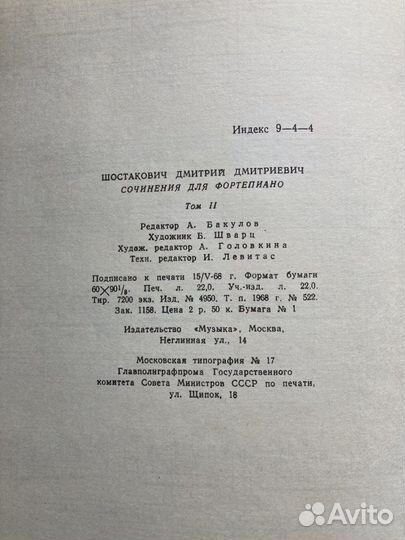 Индекс 9—4—4
ШОСТАКОВИЧ ДМИТРИЙ ДМИТРИЕВИЧ
СОЧИНЕНИЯ ДЛЯ ФОРТЕПИАНО
Том II
Редактор А. Бакулов
Художник Б. Шварц
Худож. редактор А. Головкина
Техн. редактор И. Левитас
Подписано к печати 15/V-68 г. Формат бумаги
60×90⅛. Печ. л. 22,0. Уч.-изд. л. 22,0.
Тир. 7200 экз. Изд. № 4950. Т. п. 1968 г. № 522.
Зак. 1158. Цена 2 р. 50 к. Бумага № 1
Издательство «Музыка», Москва,
Неглинная ул., 14
Московская типография № 17
Главполиграфпрома Государственного
комитета Совета Министров СССР по печати,
ул. Щипок, 18
Avito